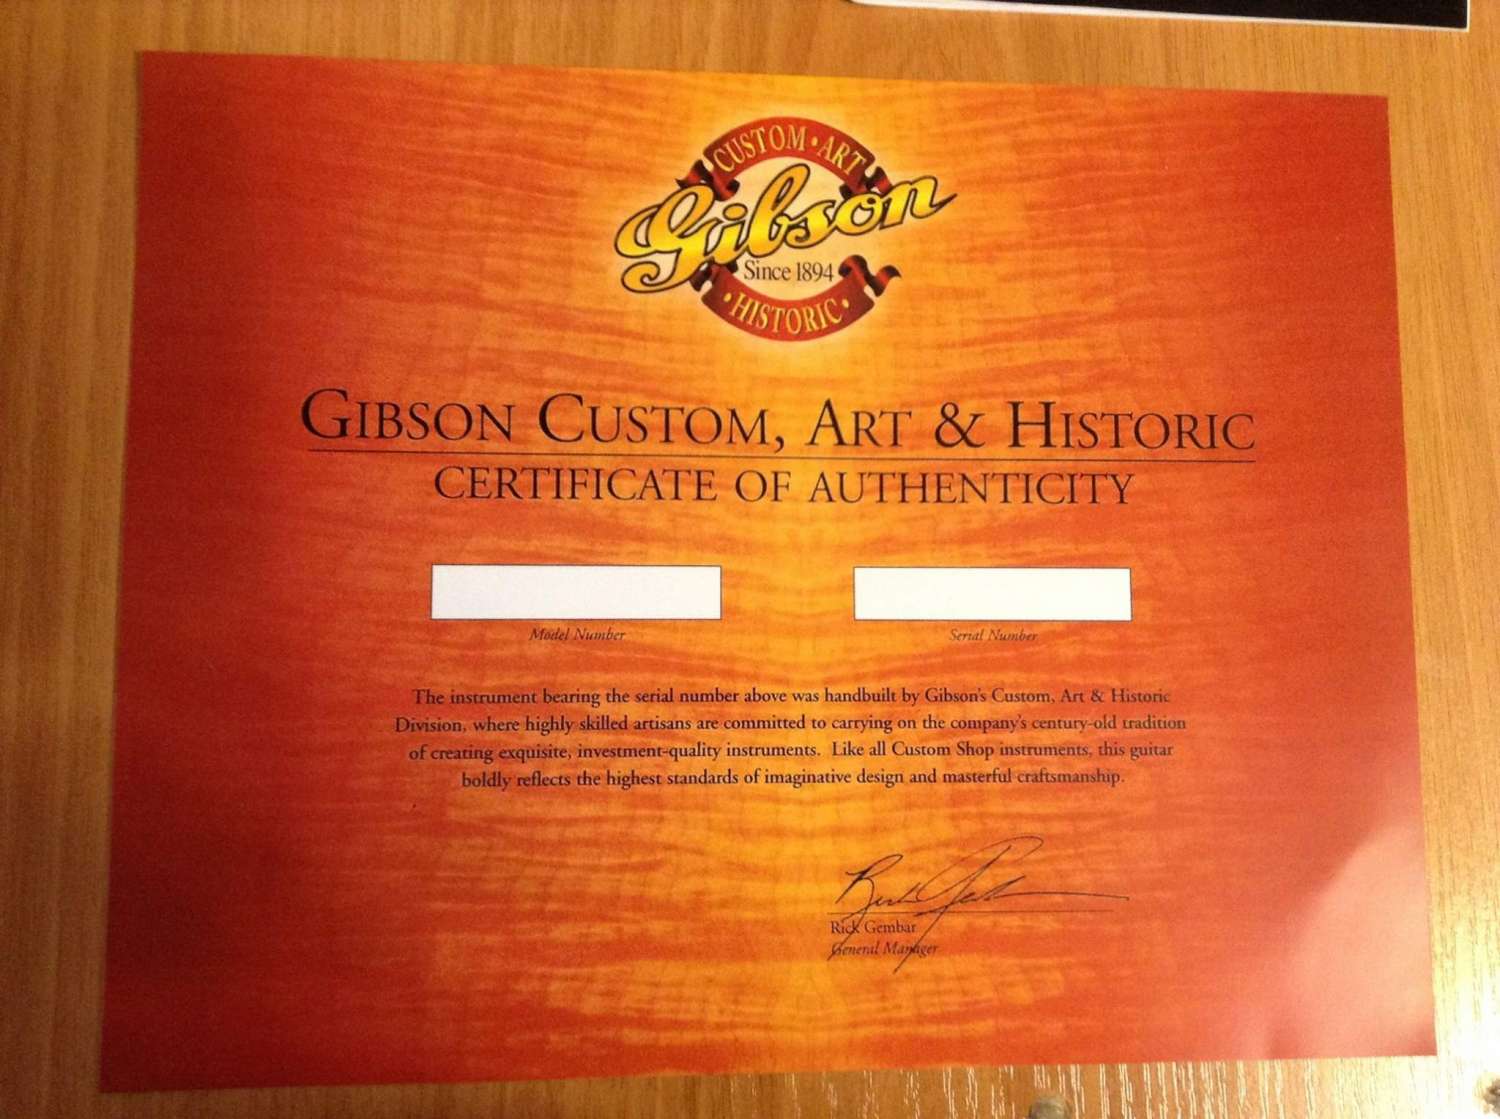 CUSTOM • ART
Gibson
Since 1894
• HISTORIC •
GIBSON CUSTOM, ART & HISTORIC
CERTIFICATE OF AUTHENTICITY
Model Number
Serial Number
The instrument bearing the serial number above was handbuilt by Gibson's Custom, Art & Historic
Division, where highly skilled artisans are committed to carrying on the company's century-old tradition
of creating exquisite, investment-quality instruments. Like all Custom Shop instruments, this guitar
boldly reflects the highest standards of imaginative design and masterful craftsmanship.
Rick Gembar
General Manager